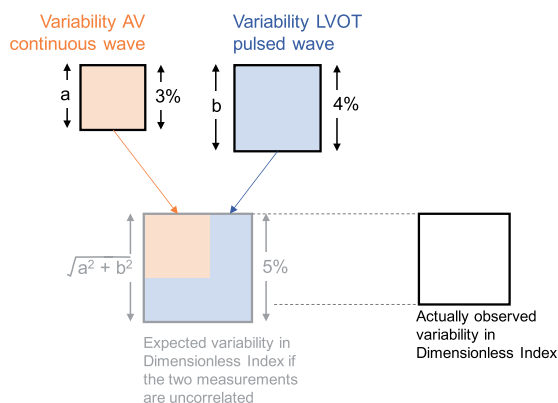 Variability AV
continuous wave
Variability LVOT
pulsed wave
a
3%
b
4%
√a² + b²
5%
Expected variability in
Dimensionless Index if
the two measurements
are uncorrelated
Actually observed
variability in
Dimensionless Index